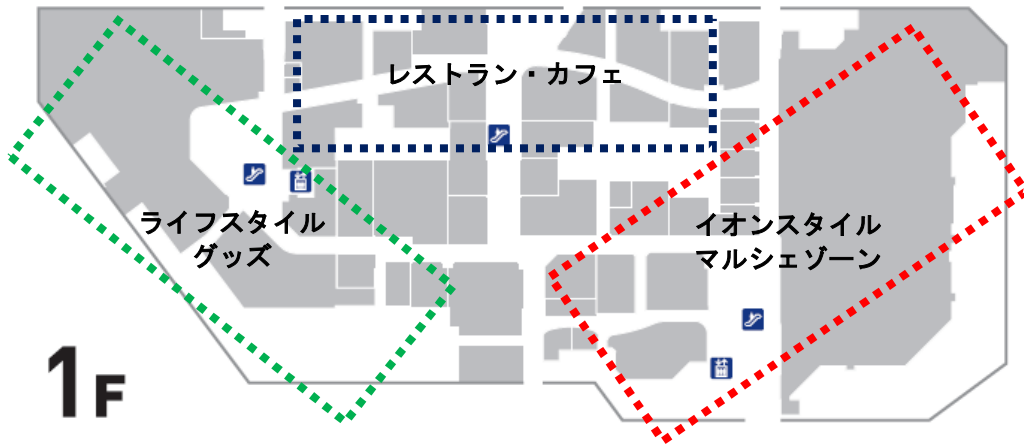 レストラン・カフェ
ライフスタイル
グッズ
イオンスタイル
マルシェゾーン
1F